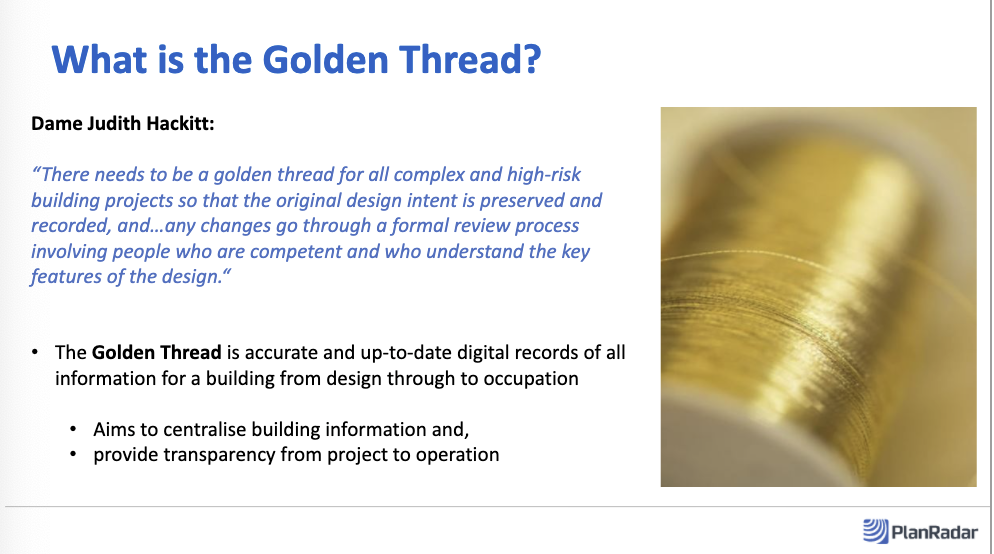 What is the Golden Thread?
Dame Judith Hackitt:
“There needs to be a golden thread for all complex and high-risk
building projects so that the original design intent is preserved and
recorded, and…any changes go through a formal review process
involving people who are competent and who understand the key
features of the design.“
• The Golden Thread is accurate and up-to-date digital records of all
information for a building from design through to occupation
• Aims to centralise building information and,
• provide transparency from project to operation
PlanRadar